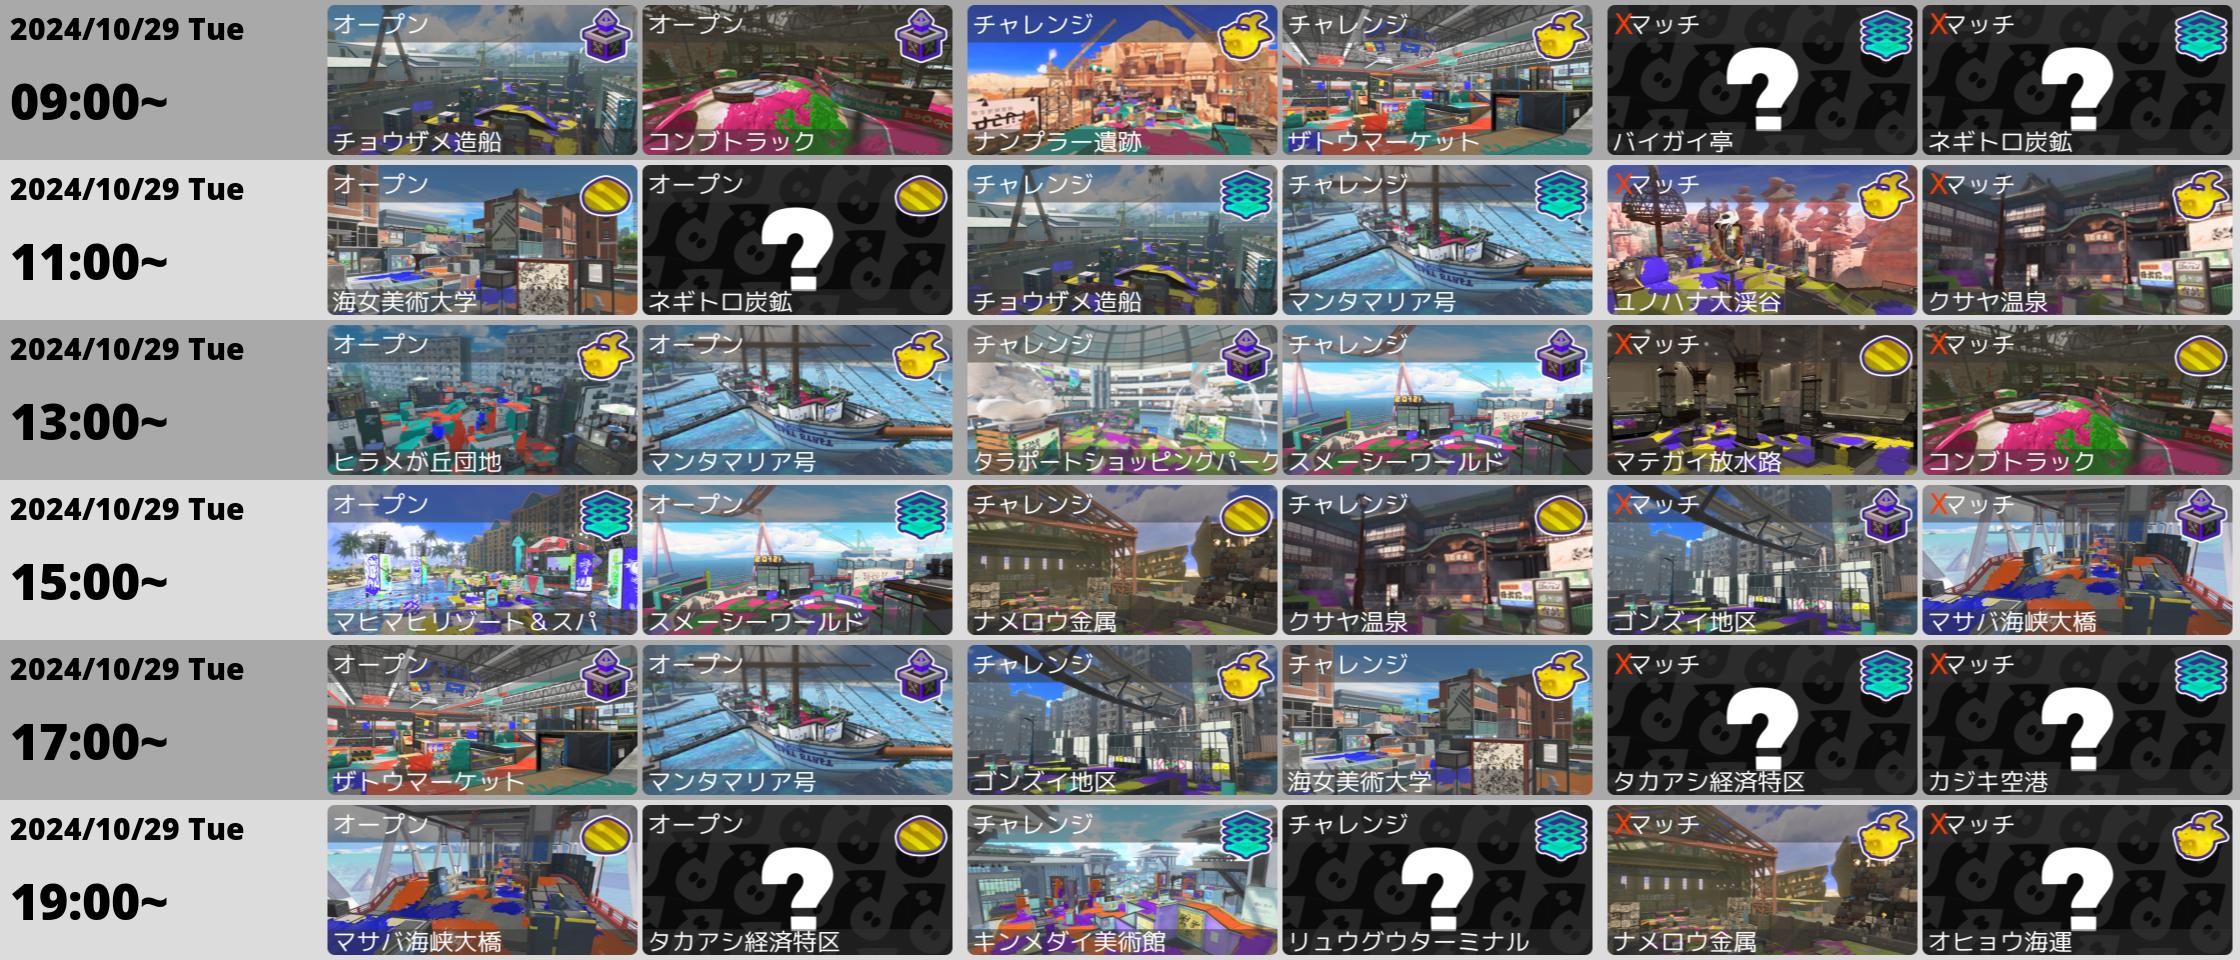 2024/10/29 Tue
09:00~
オープン
チョウザメ造船
オープン
コンブトラック
チャレンジ
ナンプラー遺跡
チャレンジ
ザトウマーケット
Xマッチ
バイガイ亭
Xマッチ
ネギトロ炭鉱
2024/10/29 Tue
11:00~
オープン
海女美術大学
オープン
ネギトロ炭鉱
チャレンジ
チョウザメ造船
チャレンジ
マンタマリア号
Xマッチ
ユノハナ大渓谷
Xマッチ
クサヤ温泉
2024/10/29 Tue
13:00~
オープン
ヒラメが丘団地
オープン
マンタマリア号
チャレンジ
タラポートショッピングパーク
チャレンジ
スメーシーワールド
Xマッチ
マテガイ放水路
Xマッチ
コンブトラック
2024/10/29 Tue
15:00~
オープン
マヒマヒリゾート＆スパ
オープン
スメーシーワールド
チャレンジ
ナメロウ金属
チャレンジ
クサヤ温泉
Xマッチ
ゴンズイ地区
Xマッチ
マサバ海峡大橋
2024/10/29 Tue
17:00~
オープン
ザトウマーケット
オープン
マンタマリア号
チャレンジ
ゴンズイ地区
チャレンジ
海女美術大学
Xマッチ
タカアシ経済特区
Xマッチ
カジキ空港
2024/10/29 Tue
19:00~
オープン
マサバ海峡大橋
オープン
タカアシ経済特区
チャレンジ
キンメダイ美術館
チャレンジ
リュウグウターミナル
Xマッチ
ナメロウ金属
Xマッチ
オヒョウ海運